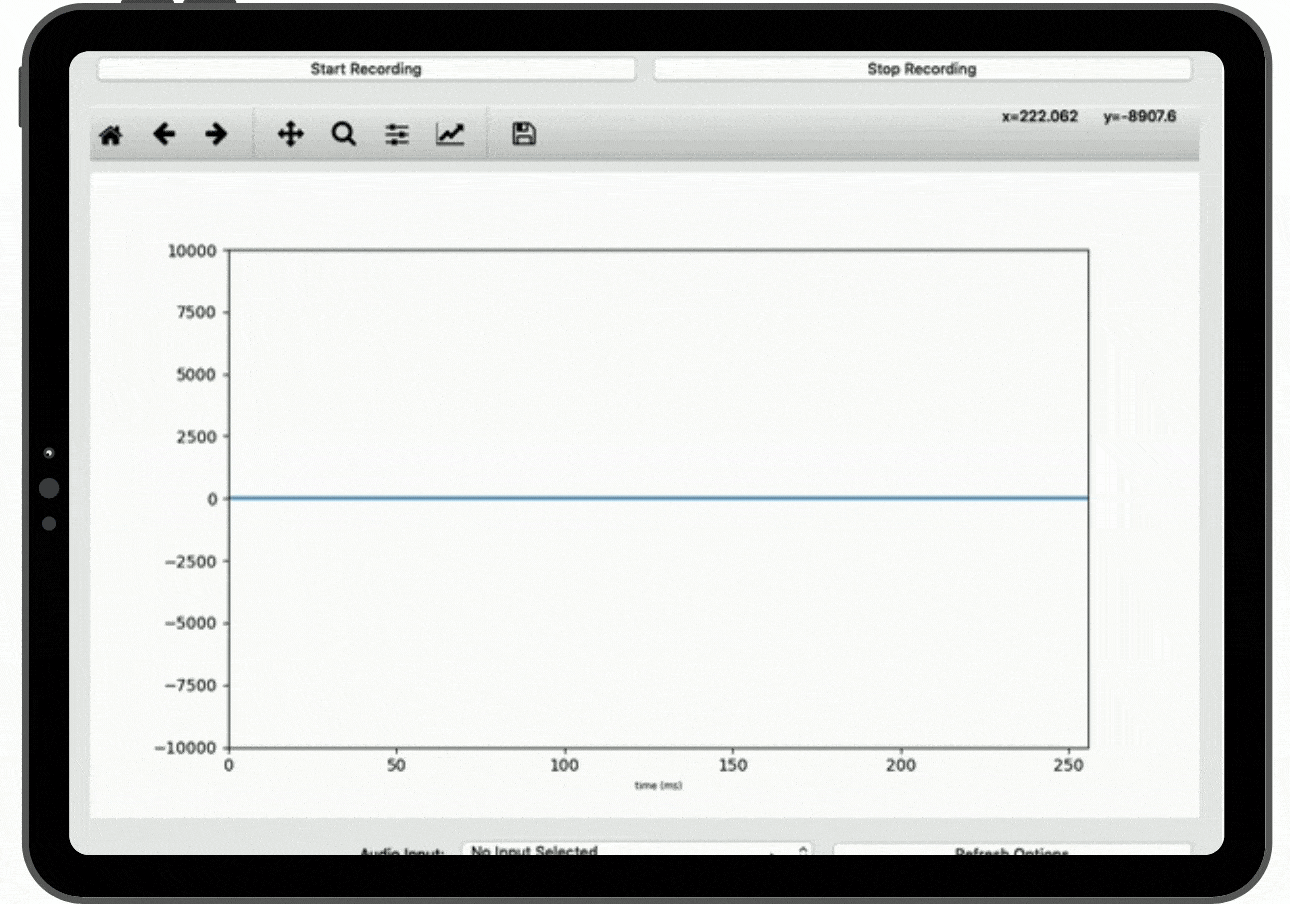 Start Recording
Stop Recording
x=222.062 y=-8907.6
10000
7500
5000
2500
0
−2500
−5000
−7500
−10000
0 50 100 150 200 250
time (ms)
Audio Input: No Input Selected Refresh Options